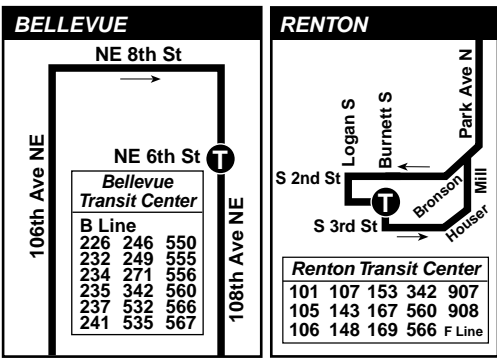 BELLEVUE
NE 8th St
106th Ave NE
NE 6th St
T
108th Ave NE
Bellevue
Transit Center
B Line
226 246 550
232 249 555
234 271 556
235 342 560
237 532 566
241 535 567
RENTON
Park Ave N
Logan S
Burnett S
S 2nd St
T
Bronson
Mill
Houser
S 3rd St
Renton Transit Center
101 107 153 342 907
105 143 167 560 908
106 148 169 566 F Line